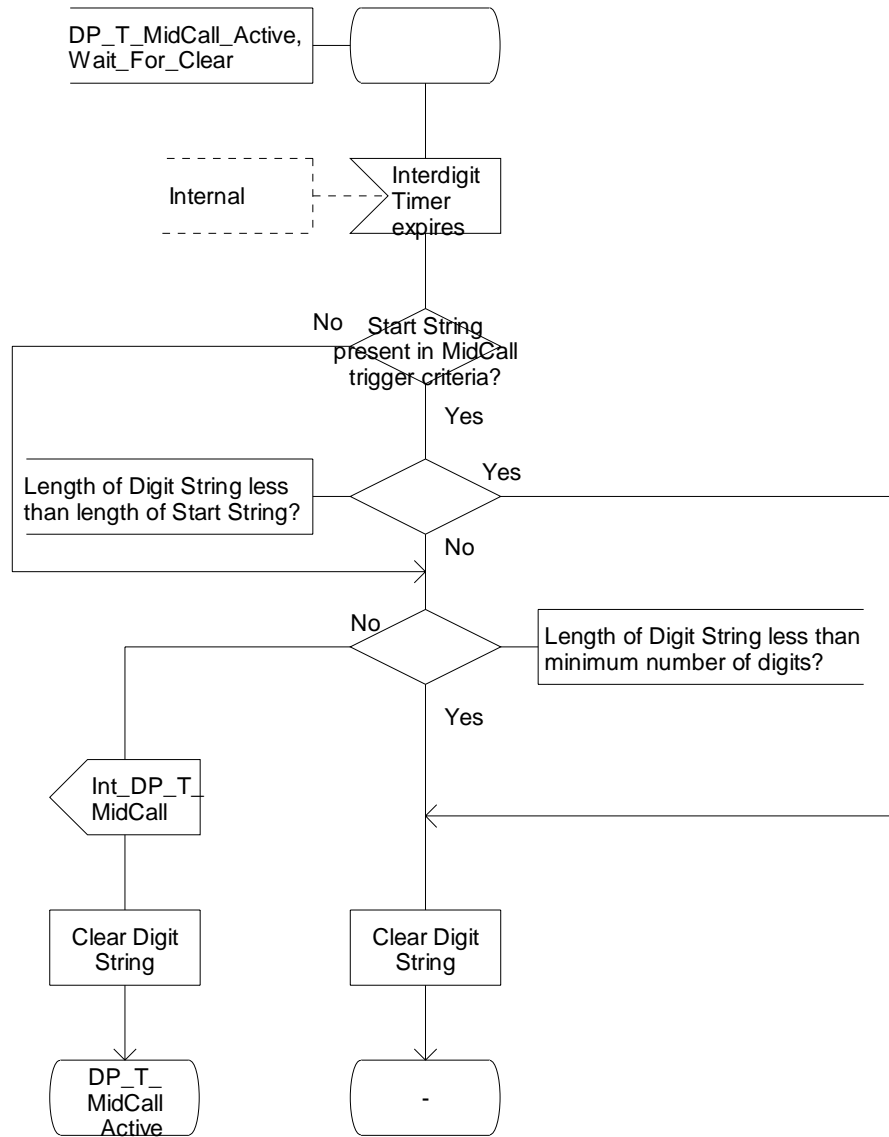 DP_T_MidCall_Active,
Wait_For_Clear
Internal
Interdigit
Timer
expires
No
Start String
present in MidCall
trigger criteria?
Yes
Length of Digit String less
than length of Start String?
Yes
No
No
Length of Digit String less than
minimum number of digits?
Yes
Int_DP_T_
MidCall
Clear Digit
String
Clear Digit
String
DP_T_
MidCall
_Active
-